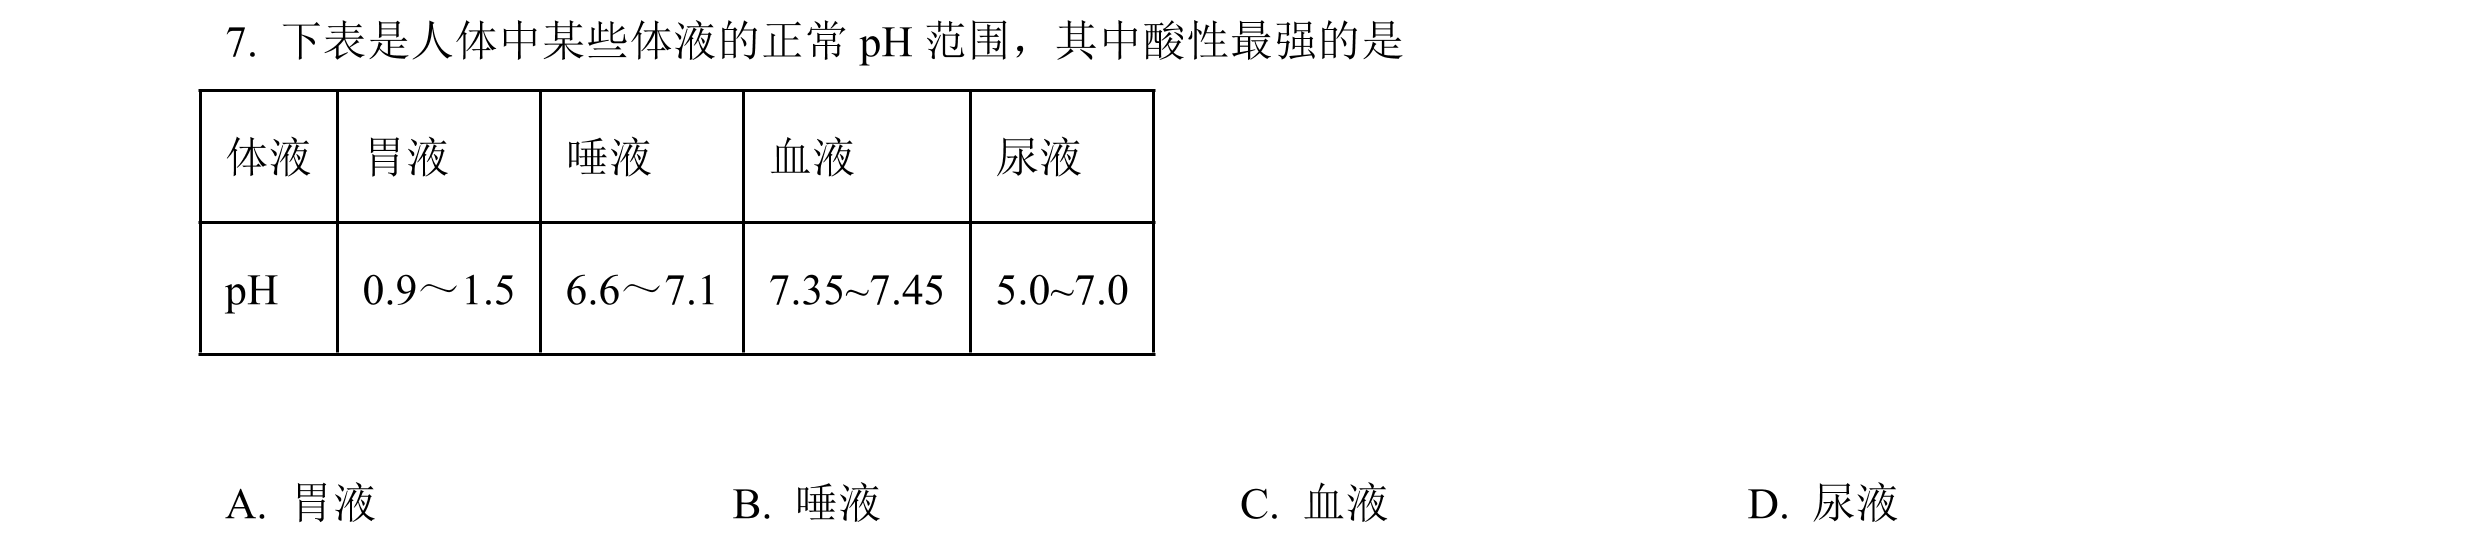 7. 下表是人体中某些体液的正常 pH 范围，其中酸性最强的是
体液 胃液 唾液 血液 尿液
pH 0.9～1.5 6.6～7.1 7.35~7.45 5.0~7.0
A. 胃液 B. 唾液 C. 血液 D. 尿液